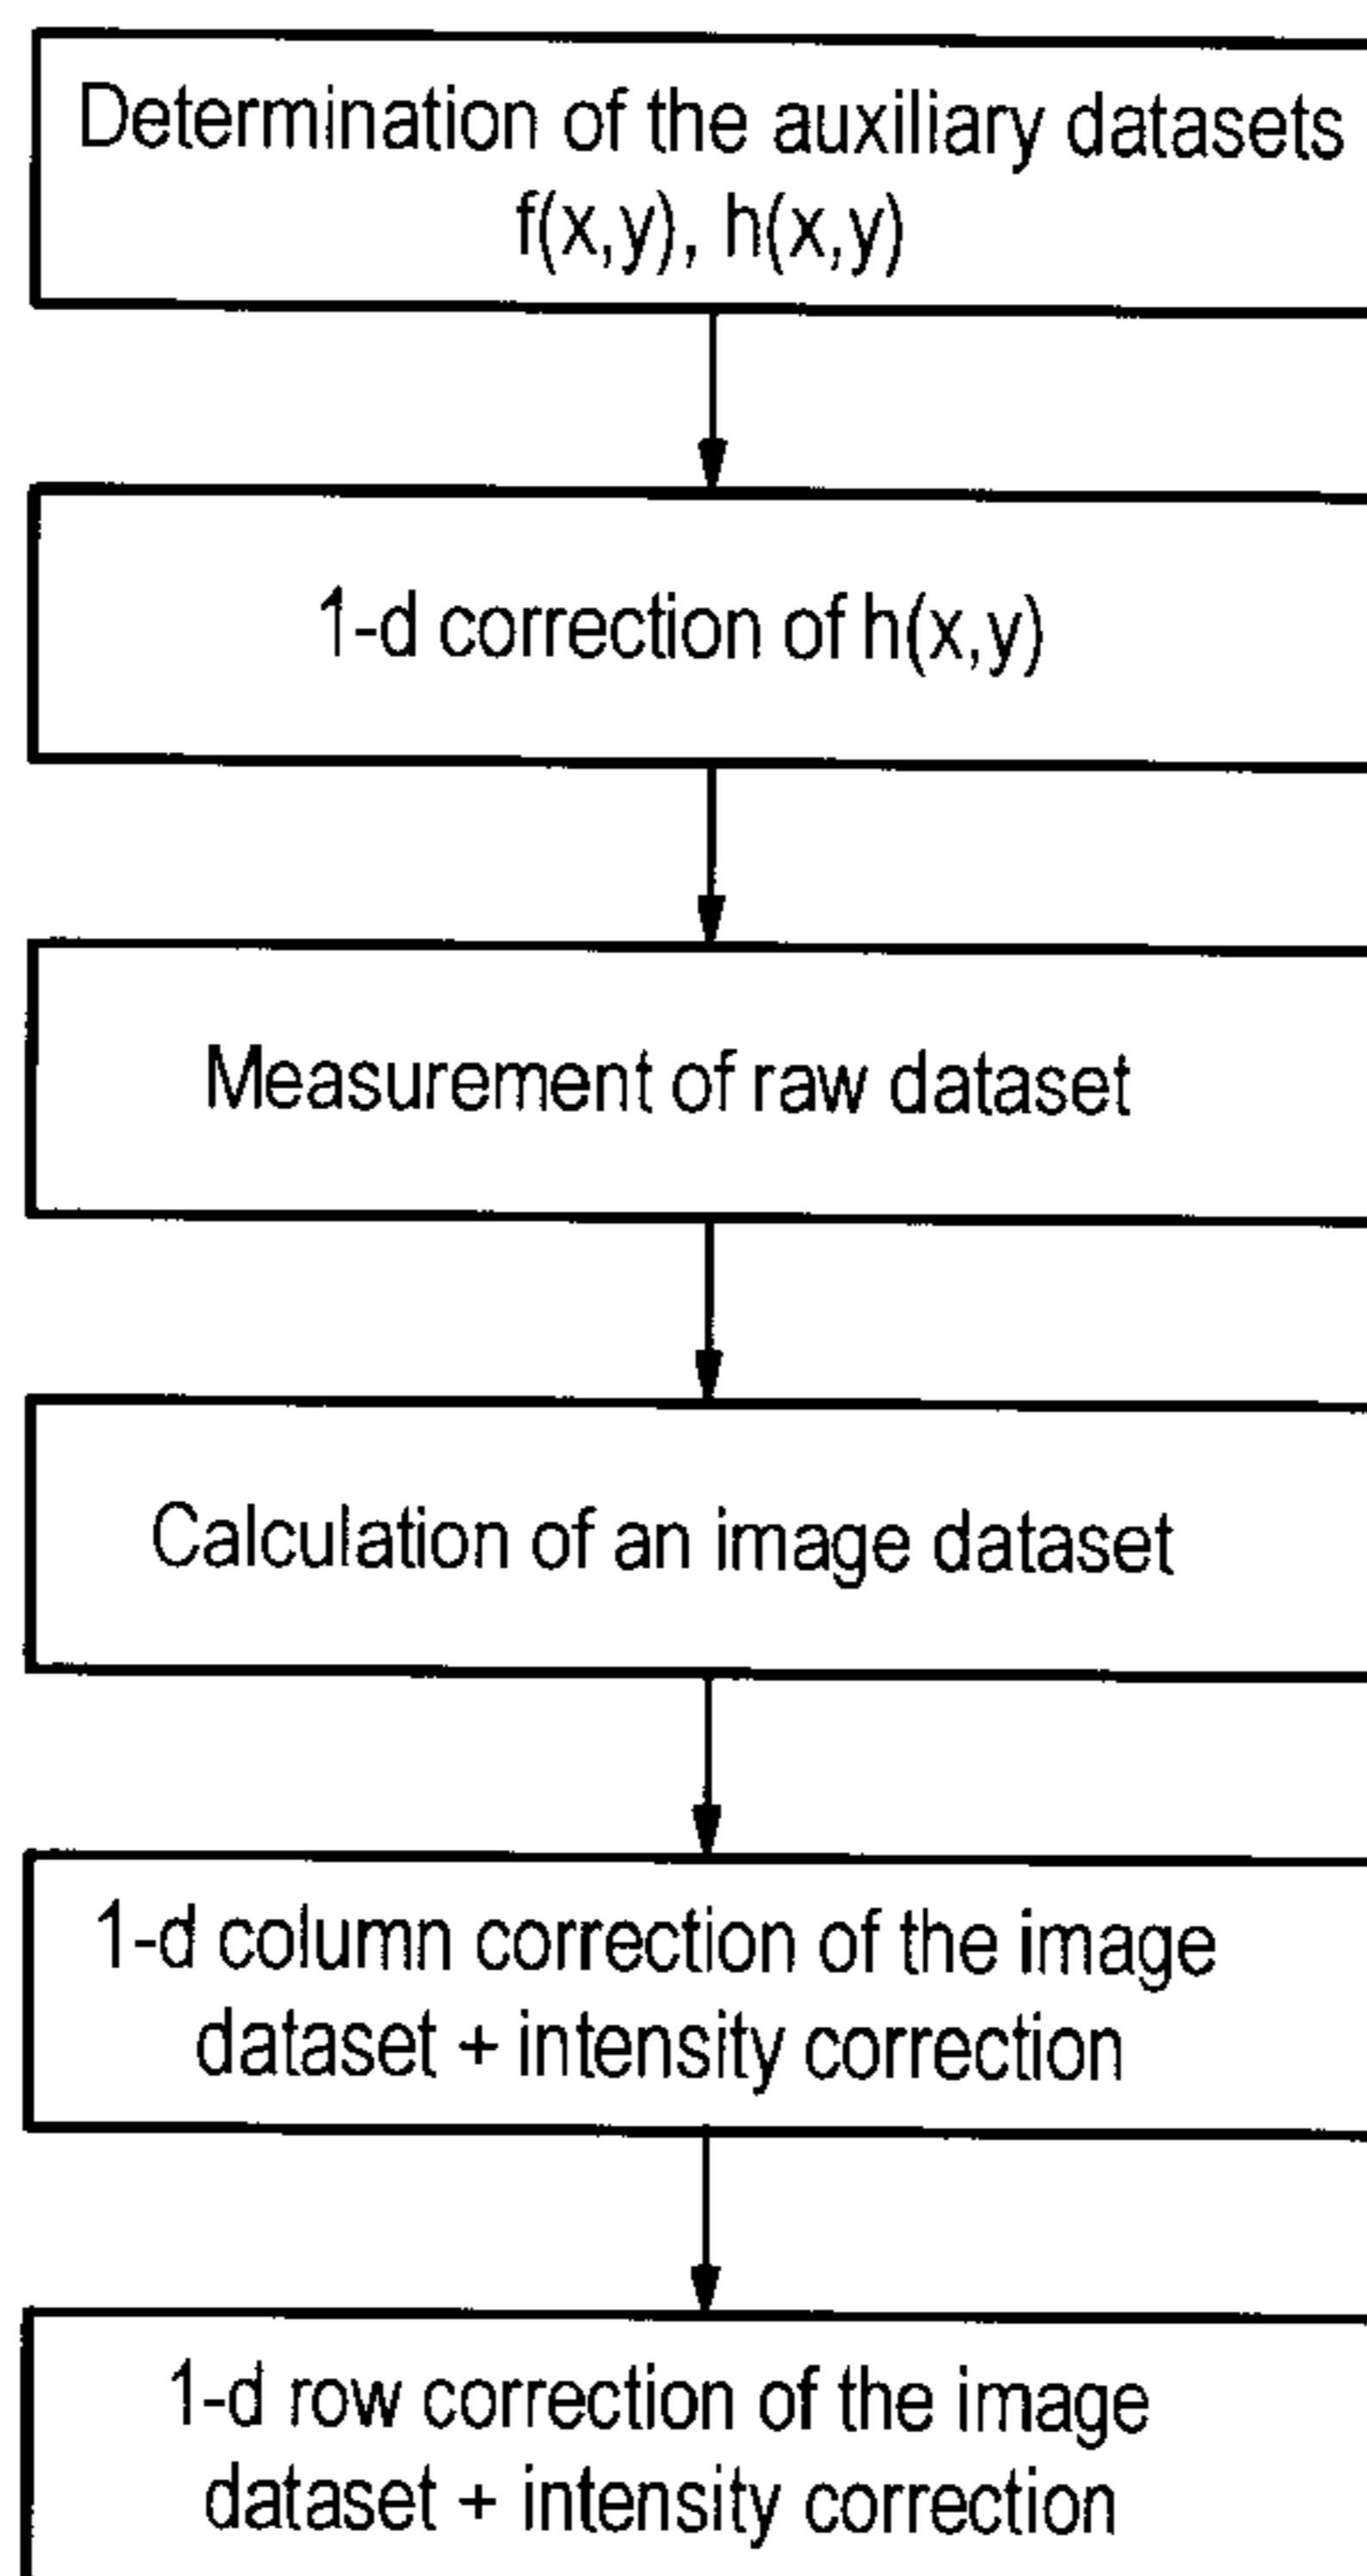 Determination of the auxiliary datasets
f(x,y), h(x,y)
1-d correction of h(x,y)
Measurement of raw dataset
Calculation of an image dataset
1-d column correction of the image
dataset + intensity correction
1-d row correction of the image
dataset + intensity correction